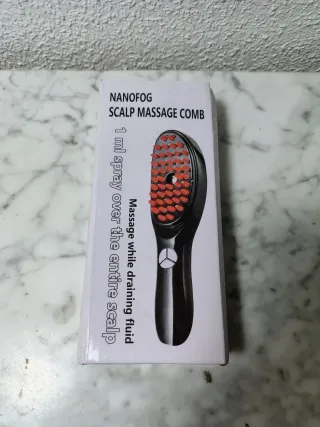 NANOFOG
SCALP MASSAGE COMB
1 ml spray over the entire scalp
Massage while draining fluid